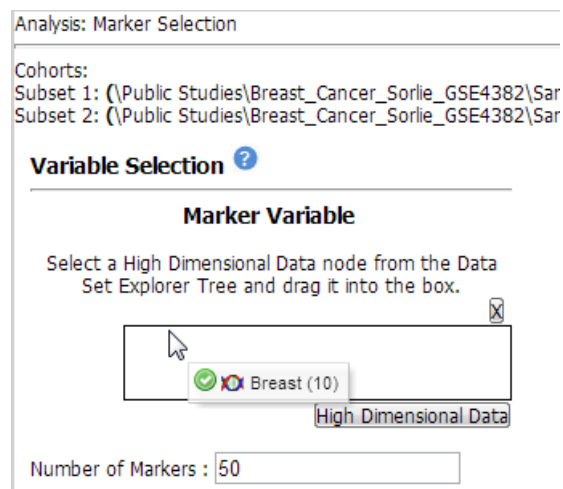 Analysis: Marker Selection
Cohorts:
Subset 1: (\Public Studies\Breast_Cancer_Sorlie_GSE4382\Sar
Subset 2: (\Public Studies\Breast_Cancer_Sorlie_GSE4382\Sar
Variable Selection ?
Marker Variable
Select a High Dimensional Data node from the Data
Set Explorer Tree and drag it into the box.
X
Breast (10)
High Dimensional Data
Number of Markers : 50